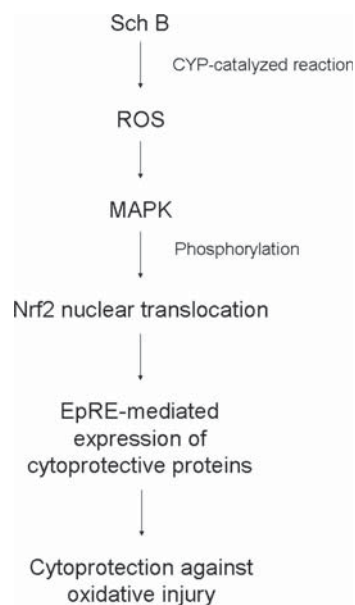 Sch B
CYP-catalyzed reaction
ROS
MAPK
Phosphorylation
Nrf2 nuclear translocation
EpRE-mediated
expression of
cytoprotective proteins
Cytoprotection against
oxidative injury